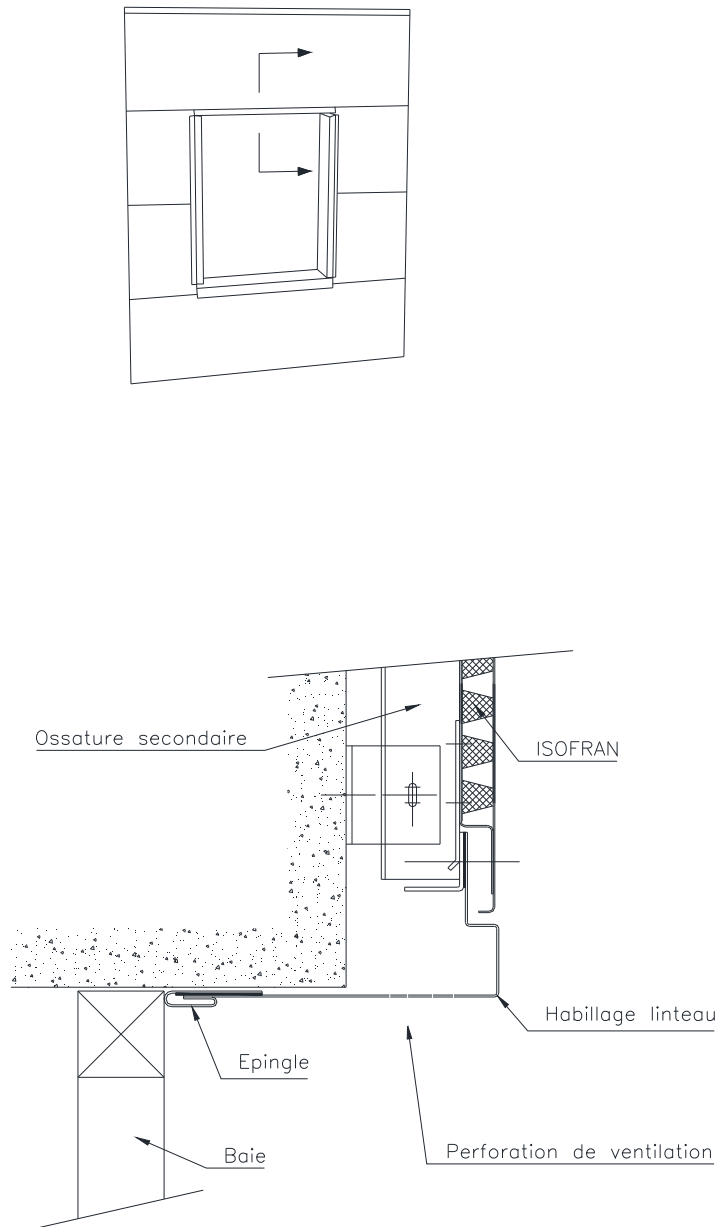 Ossature secondaire
ISOFRAN
Habillage linteau
Epingle
Baie
Perforation de ventilation